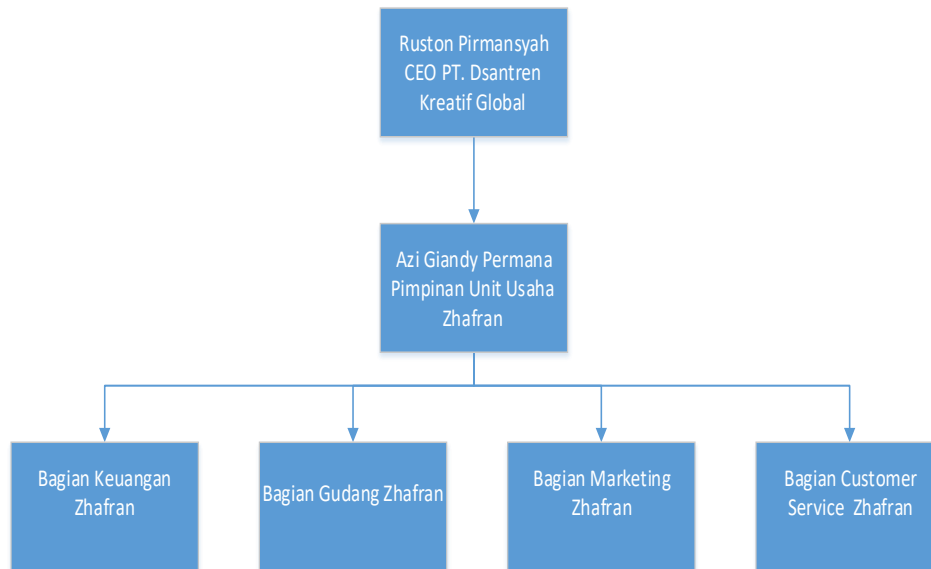 Ruston Pirmansyah
CEO PT. Dsantren
Kreatif Global
Azi Giandy Permana
Pimpinan Unit Usaha
Zhafran
Bagian Keuangan
Zhafran
Bagian Gudang Zhafran
Bagian Marketing
Zhafran
Bagian Customer
Service Zhafran